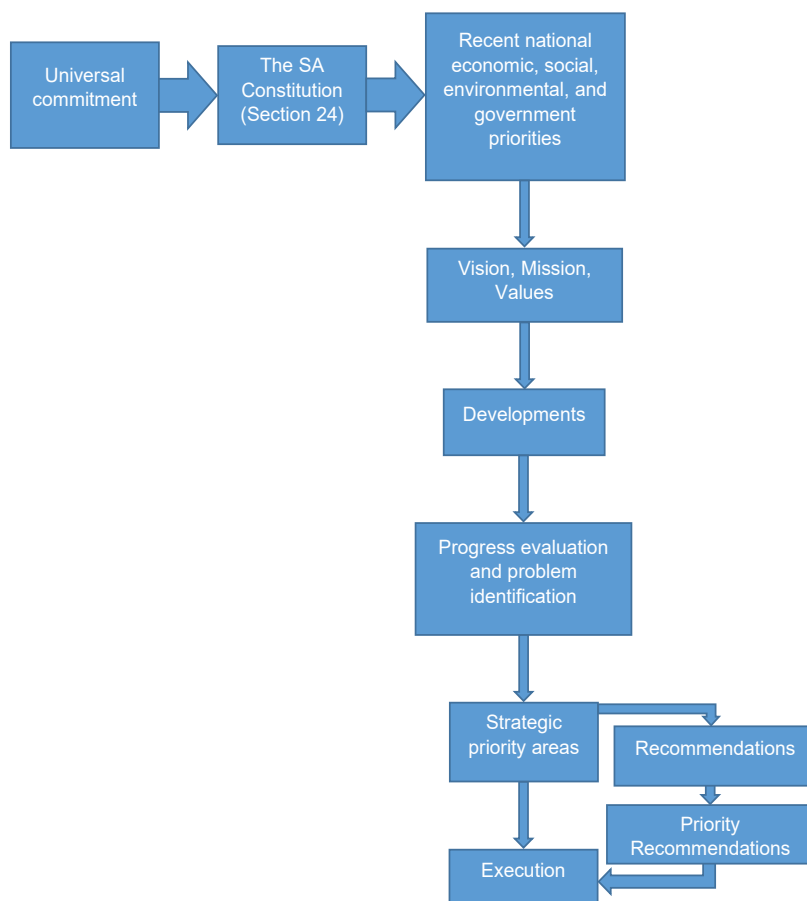 Universal
commitment
The SA
Constitution
(Section 24)
Recent national
economic, social,
environmental, and
government
priorities
Vision, Mission,
Values
Developments
Progress evaluation
and problem
identification
Strategic
priority areas
Recommendations
Priority
Recommendations
Execution